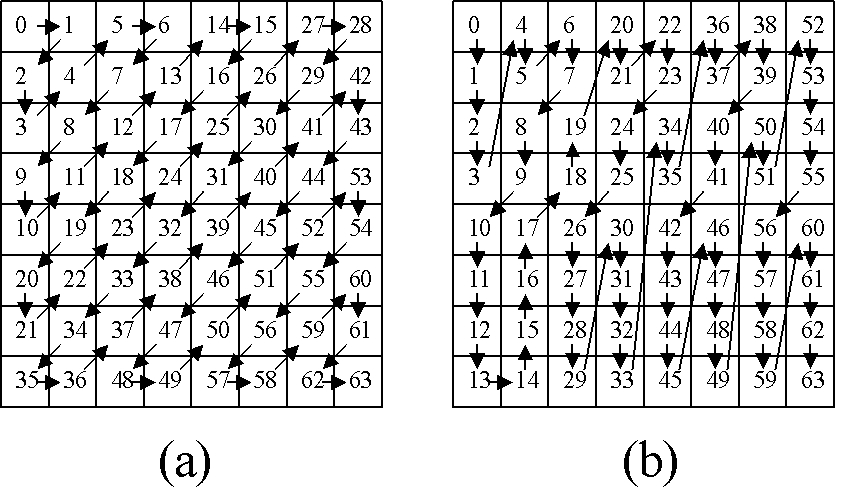 0 1 5 6 14 15 27 28
2 4 7 13 16 26 29 42
3 8 12 17 25 30 41 43
9 11 18 24 31 40 44 53
10 19 23 32 39 45 52 54
20 22 33 38 46 51 55 60
21 34 37 47 50 56 59 61
35 36 48 49 57 58 62 63
(a)
0 4 6 20 22 36 38 52
1 5 7 21 23 37 39 53
2 8 19 24 34 40 50 54
3 9 18 25 35 41 51 55
10 17 26 30 42 46 56 60
11 16 27 31 43 47 57 61
12 15 28 32 44 48 58 62
13 14 29 33 45 49 59 63
(b)